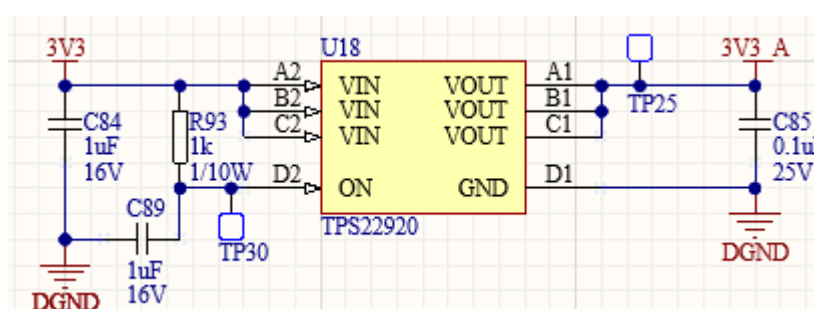 3V3
U18
3V3_A
A2
VIN
VOUT
A1
B2
VIN
VOUT
B1
TP25
C84
1uF
16V
R93
1k
1/10W
C2
VIN
VOUT
C1
C85
0.1u
25V
D2
ON
GND
D1
C89
1uF
16V
TP30
TPS22920
DGND
DGND